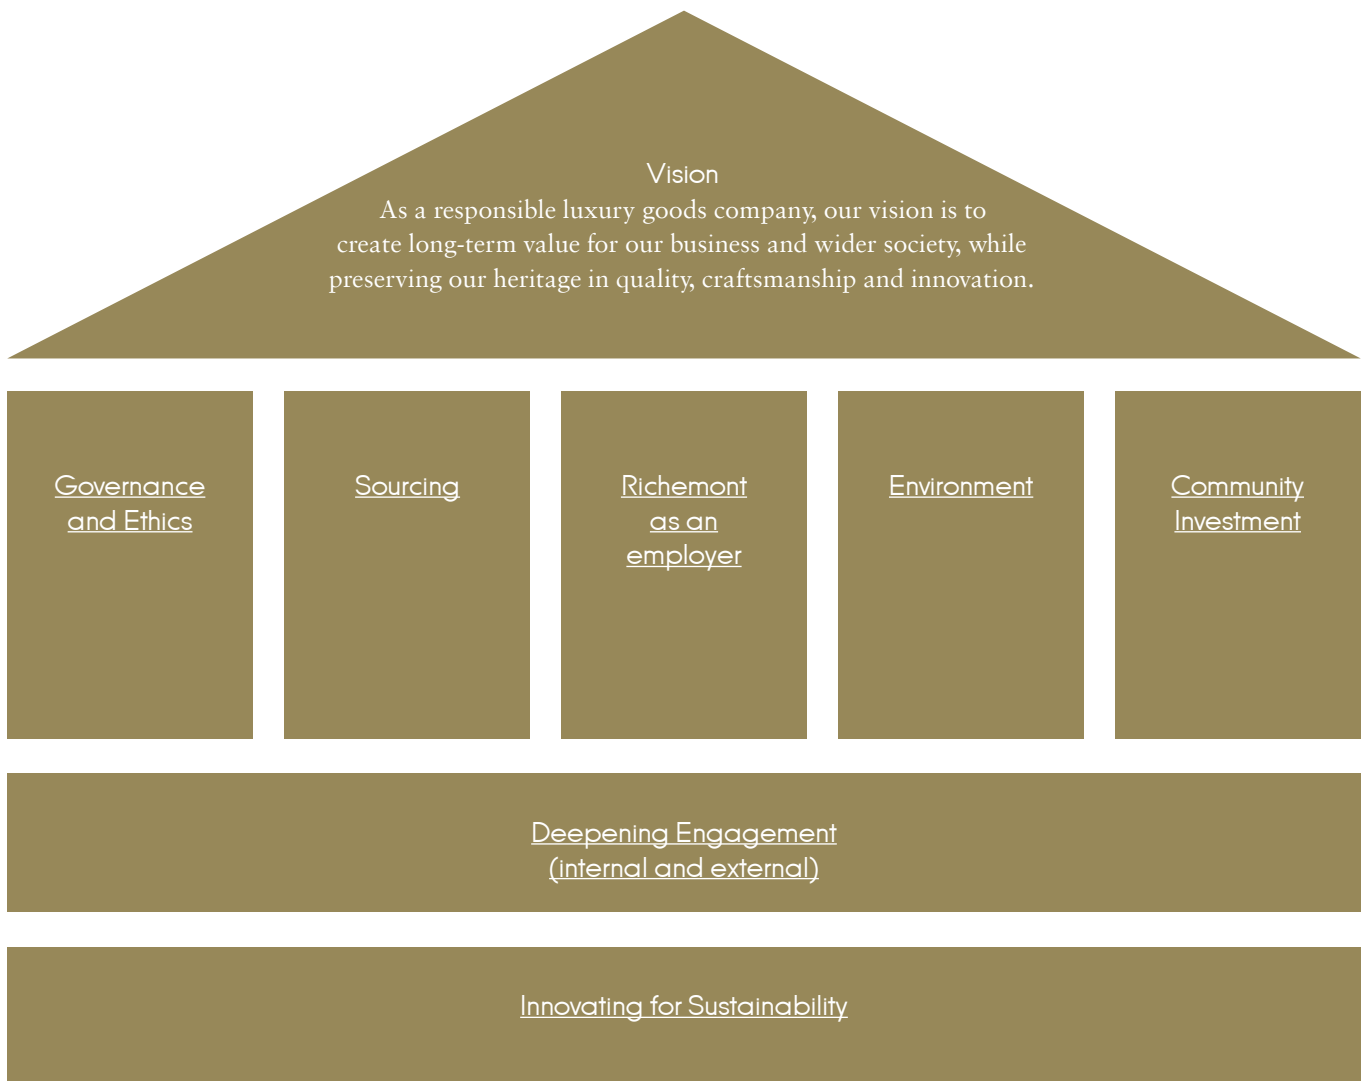 Vision
As a responsible luxury goods company, our vision is to
create long-term value for our business and wider society, while
preserving our heritage in quality, craftsmanship and innovation.
Governance
and Ethics
Sourcing
Richemont
as an
employer
Environment
Community
Investment
Deepening Engagement
(internal and external)
Innovating for Sustainability